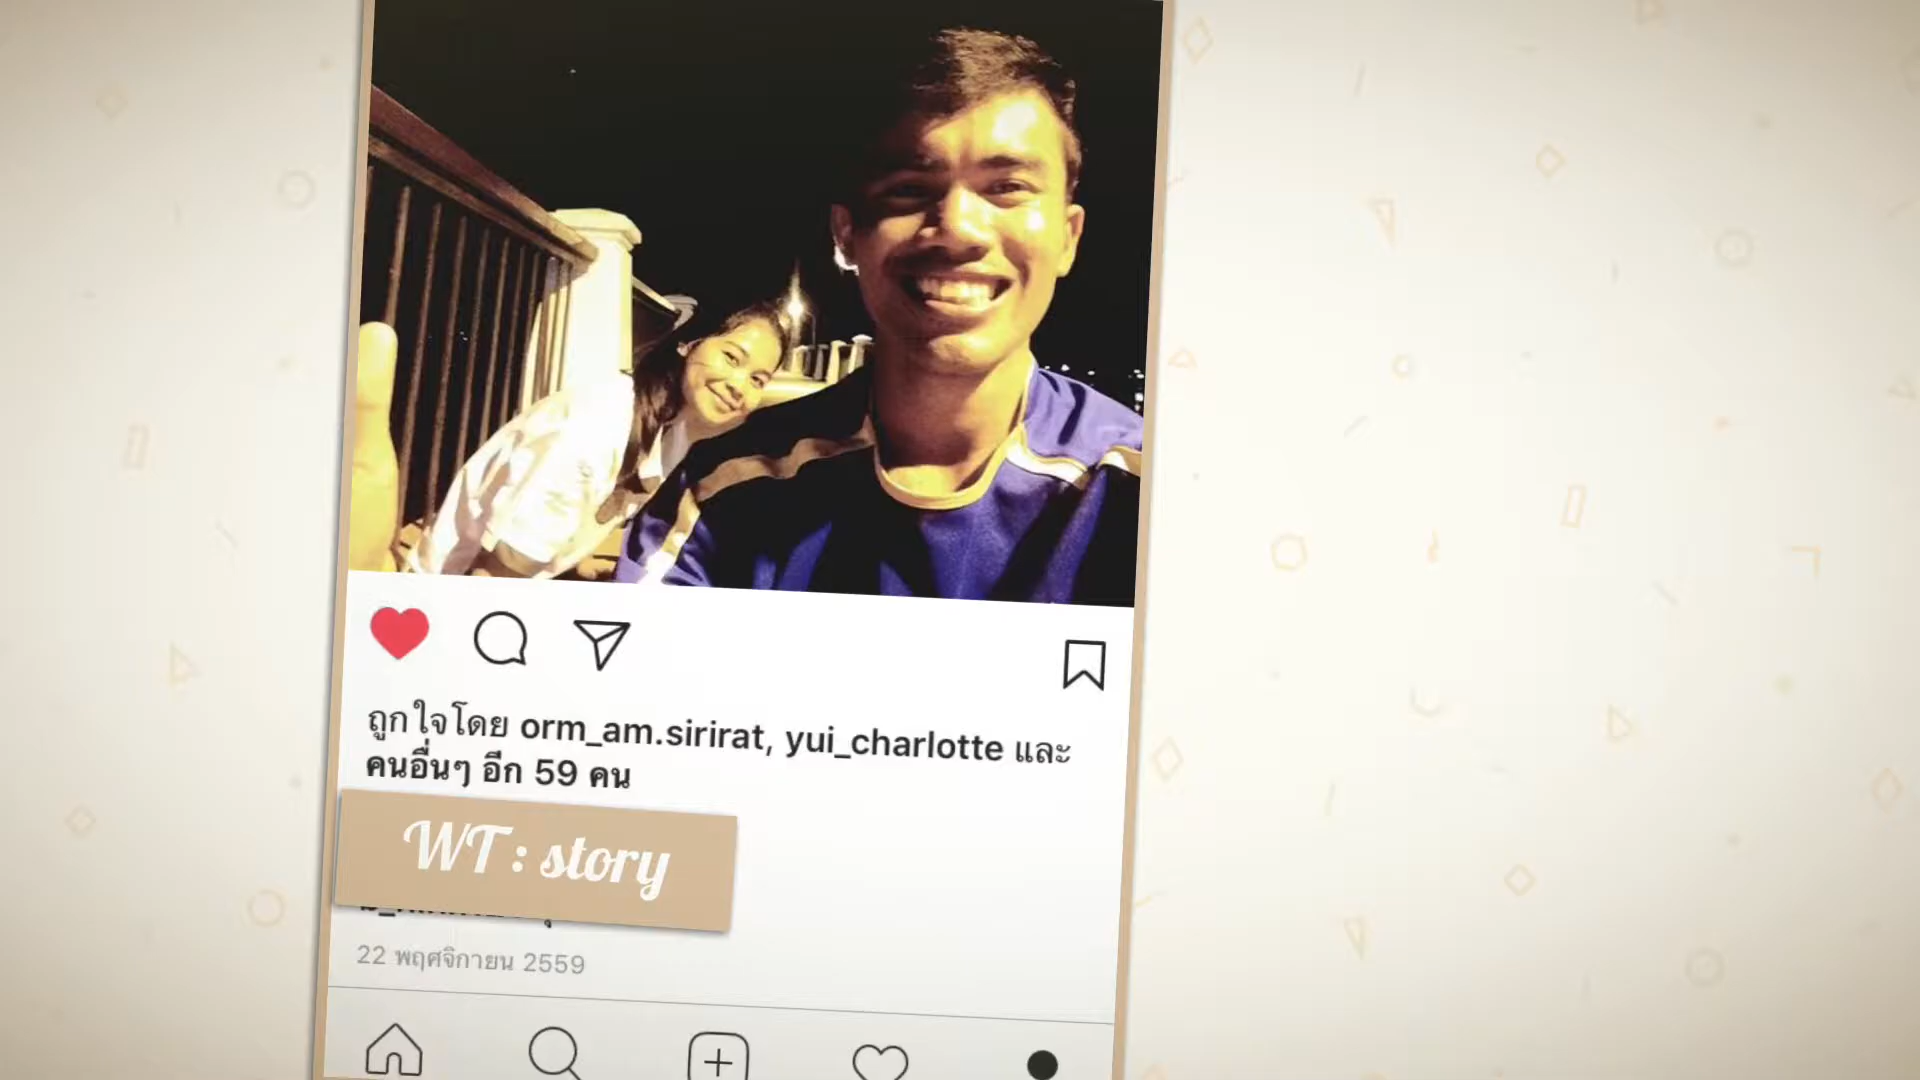 ถูกใจโดย orm_am.sirirat, yui_charlotte และ
คนอื่นๆ อีก 59 คน
WT : story
22 พฤศจิกายน 2559